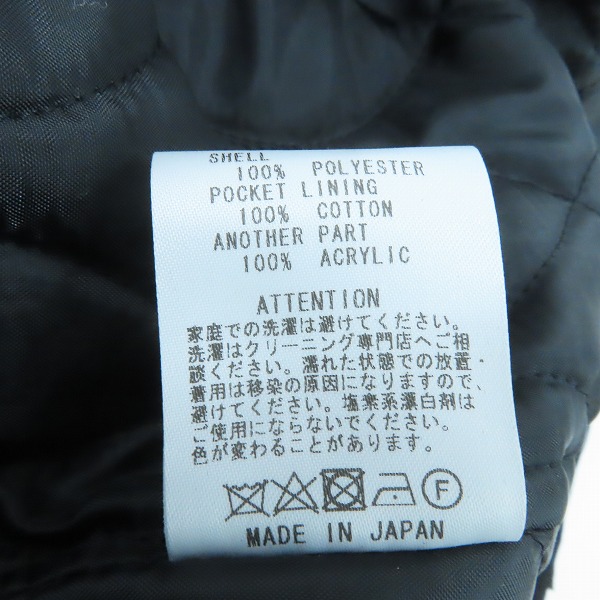 SHELL
100% POLYESTER
POCKET LINING
100% COTTON
ANOTHER PART
100% ACRYLIC
ATTENTION
家庭での洗濯は避けてください。
洗濯はクリーニング専門店へご相
談ください。濡れた状態での放置・
着用は移染の原因になりますので、
避けてください。塩素系漂白剤は
ご使用にならないでください。
色が変わることがあります。
F
MADE IN JAPAN